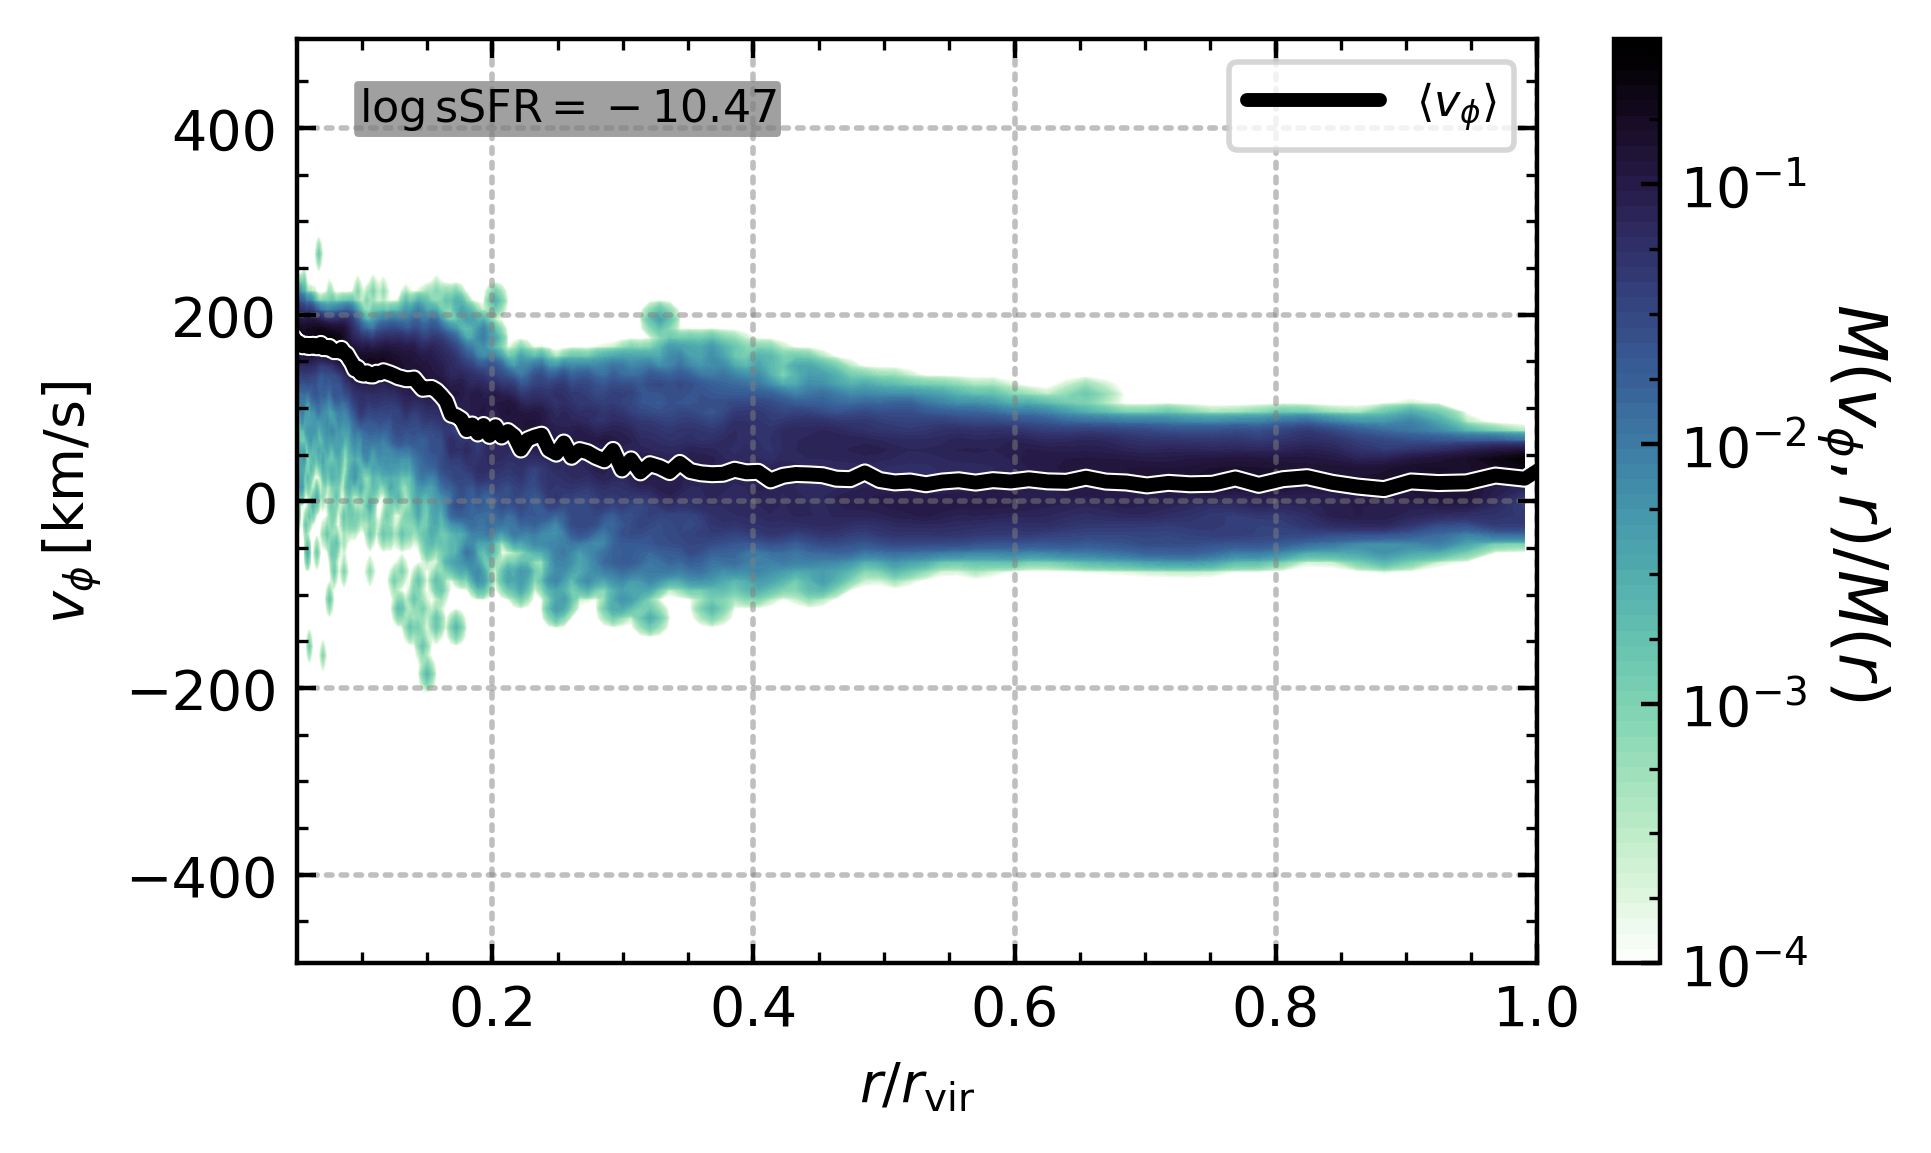 log sSFR = − 10.47
⟨v_ϕ⟩
v_ϕ [km/s]
400
200
0
−200
−400
0.2 0.4 0.6 0.8 1.0
r/r_vir
10⁻¹
10⁻²
10⁻³
10⁻⁴
M(v_ϕ, r)/M(r)